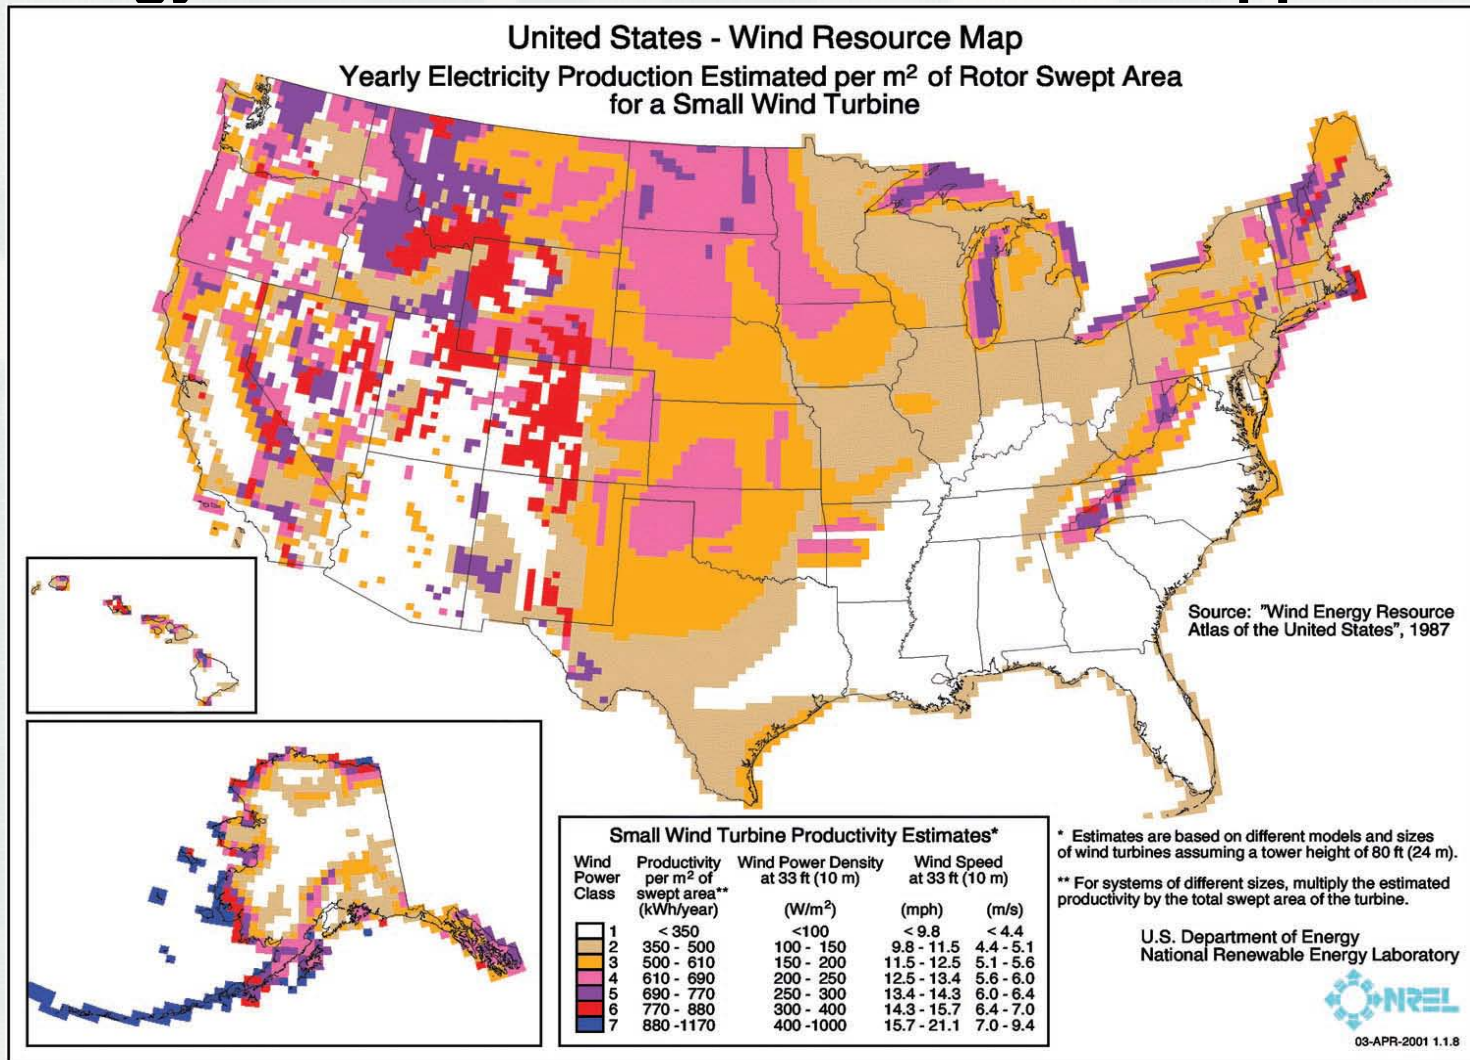 United States - Wind Resource Map
Yearly Electricity Production Estimated per m² of Rotor Swept Area
for a Small Wind Turbine
Source: "Wind Energy Resource
Atlas of the United States", 1987
Small Wind Turbine Productivity Estimates*
Wind Power Class Productivity per m² of swept area** (kWh/year) Wind Power Density at 33 ft (10 m) (W/m²) Wind Speed at 33 ft (10 m) (mph) (m/s)
1 < 350 <100 < 9.8 < 4.4
2 350 - 500 100 - 150 9.8 - 11.5 4.4 - 5.1
3 500 - 610 150 - 200 11.5 - 12.5 5.1 - 5.6
4 610 - 690 200 - 250 12.5 - 13.4 5.6 - 6.0
5 690 - 770 250 - 300 13.4 - 14.3 6.0 - 6.4
6 770 - 880 300 - 400 14.3 - 15.7 6.4 - 7.0
7 880 -1170 400 -1000 15.7 - 21.1 7.0 - 9.4
* Estimates are based on different models and sizes
of wind turbines assuming a tower height of 80 ft (24 m).
** For systems of different sizes, multiply the estimated
productivity by the total swept area of the turbine.
U.S. Department of Energy
National Renewable Energy Laboratory
NREL
03-APR-2001 1.1.8